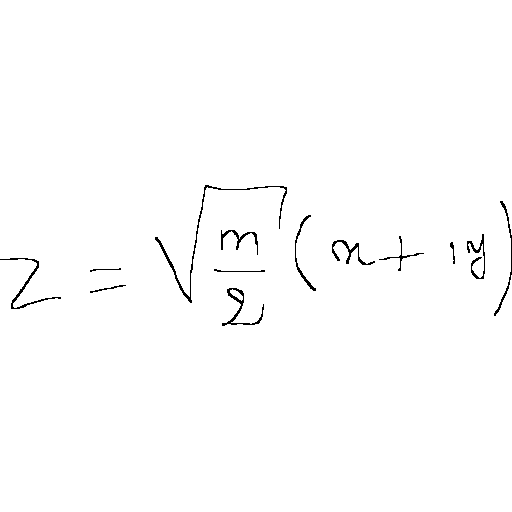 z = \sqrt{\frac{m}{2}} (x + iy)